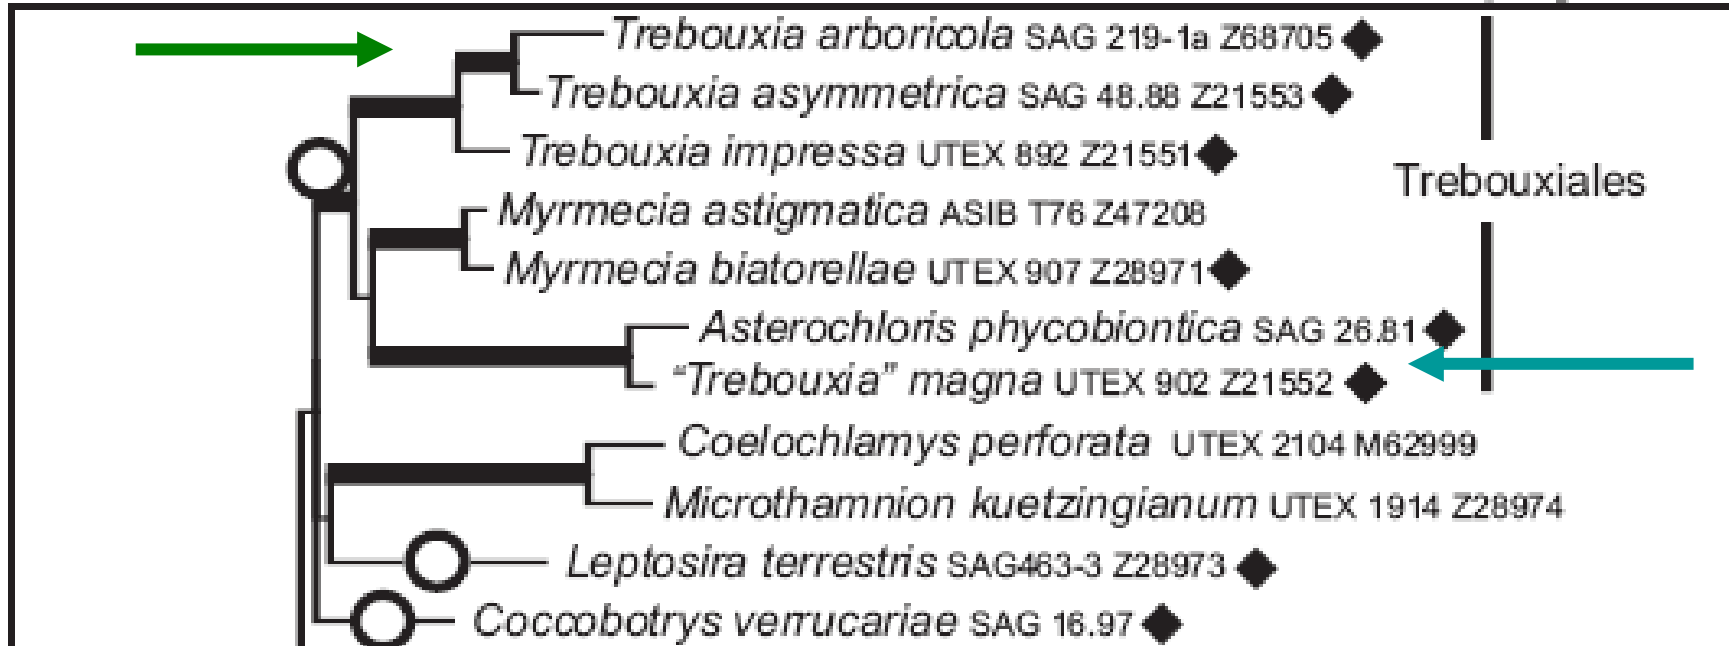 Trebouxia arboricola SAG 219-1a Z68705
Trebouxia asymmetrica SAG 48.88 Z21553
Trebouxia impressa UTEX 892 Z21551
Trebouxiales
Myrmecia astigmatica ASIB T76 Z47208
Myrmecia biatorellae UTEX 907 Z28971
Asterochloris phycobiontica SAG 26.81
“Trebouxia” magna UTEX 902 Z21552
Coelochlamys perforata UTEX 2104 M62999
Microthamnion kuetzingianum UTEX 1914 Z28974
Leptosira terrestris SAG463-3 Z28973
Coccobotrys verrucariae SAG 16.97